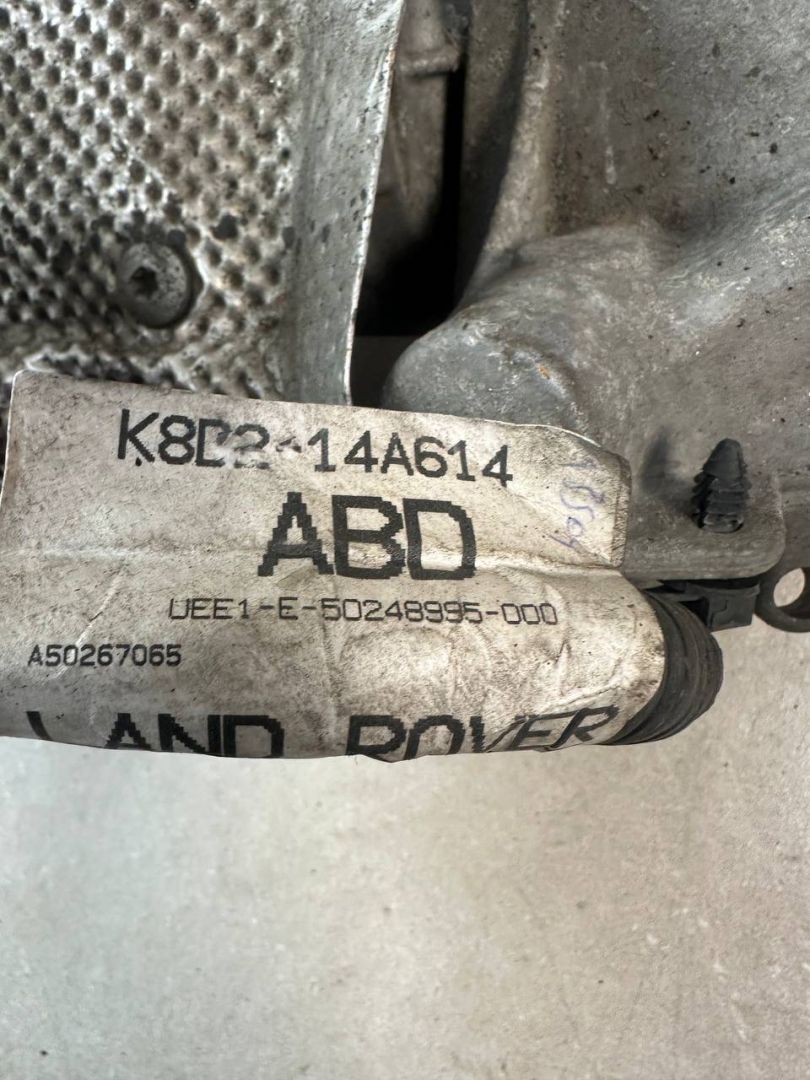 K8D2-14A614
ABD
UEE1-E-50248995-000
A50267065
LAND ROVER